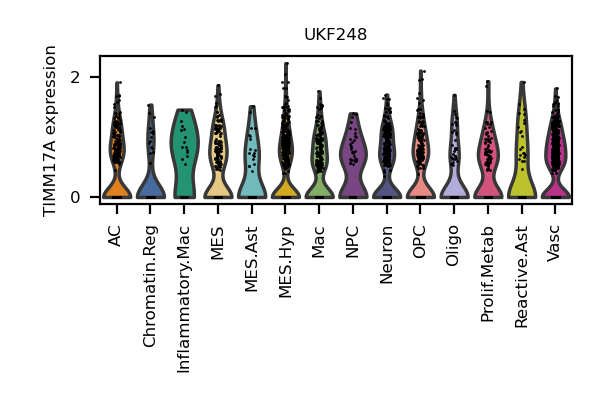 UKF248
TIMM17A expression
2
0
AC
Chromatin.Reg
Inflammatory.Mac
MES
MES.Ast
MES.Hyp
Mac
NPC
Neuron
OPC
Oligo
Prolif.Metab
Reactive.Ast
Vasc